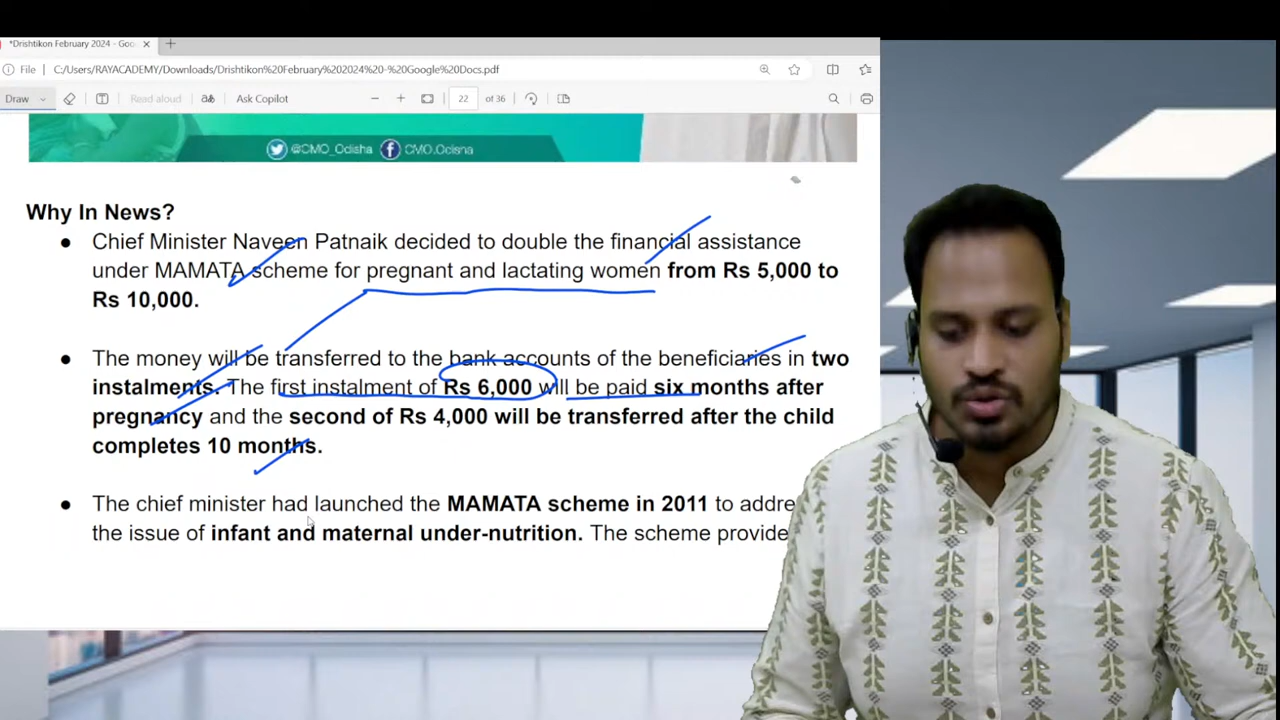 *Drishtikon February 2024 - Goo
File C:/Users/RAYACADEMY/Downloads/Drishtikon%20February%202024%20-%20Google%20Docs.pdf
Draw Read aloud Ask Copilot 22 of 36
@CMO_Odisha CMO.Odisha
Why In News?
● Chief Minister Naveen Patnaik decided to double the financial assistance
under MAMATA scheme for pregnant and lactating women from Rs 5,000 to
Rs 10,000.
● The money will be transferred to the bank accounts of the beneficiaries in two
instalments. The first instalment of Rs 6,000 will be paid six months after
pregnancy and the second of Rs 4,000 will be transferred after the child
completes 10 months.
● The chief minister had launched the MAMATA scheme in 2011 to addre
the issue of infant and maternal under-nutrition. The scheme provide